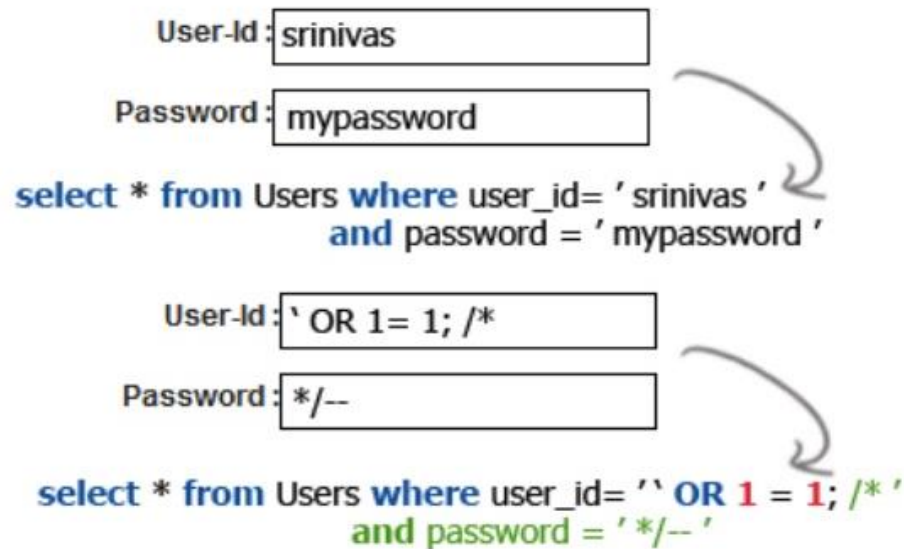 User-Id : srinivas
Password : mypassword
select * from Users where user_id= ' srinivas '
and password = ' mypassword '
User-Id : ` OR 1= 1; /*
Password : */--
select * from Users where user_id= '` OR 1 = 1; /* '
and password = ' */-- '